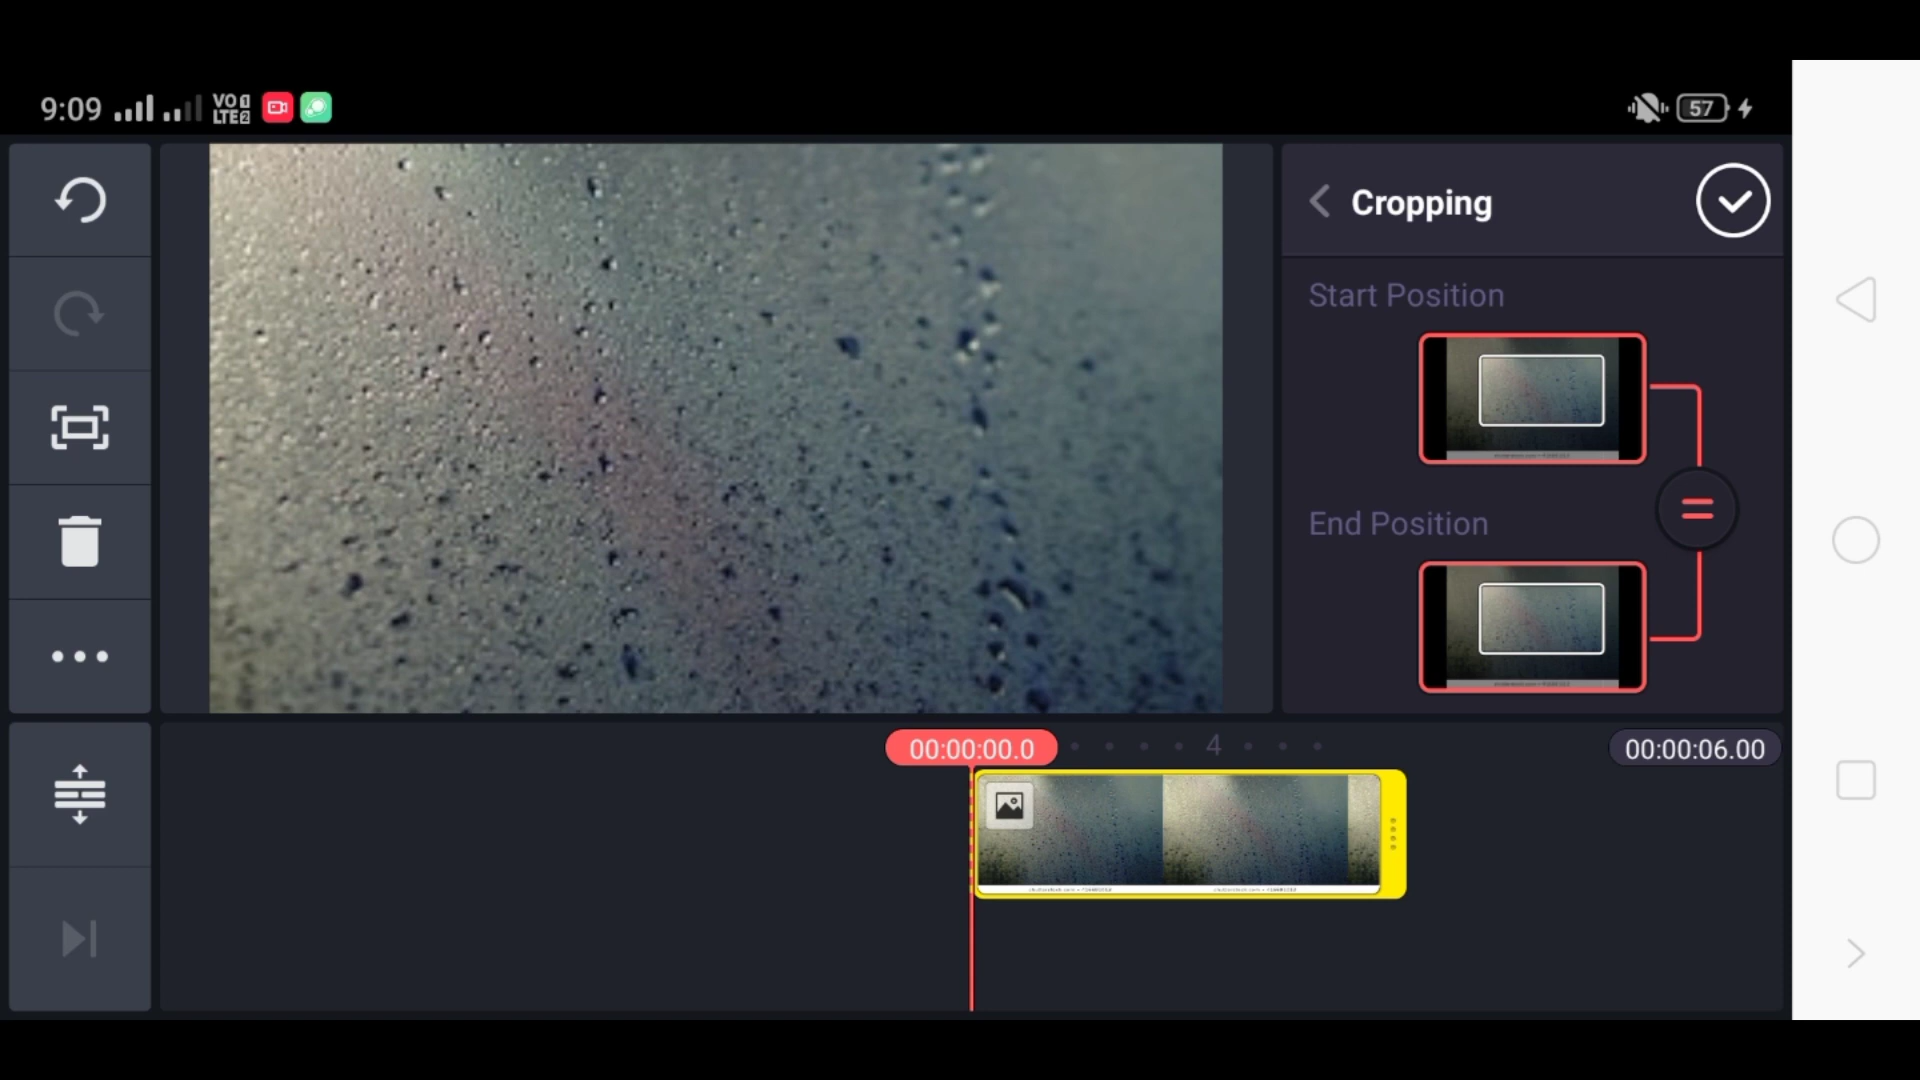 9:09
VO 1
LTE 2
57
Cropping
Start Position
End Position
00:00:00.0
4
00:00:06.00